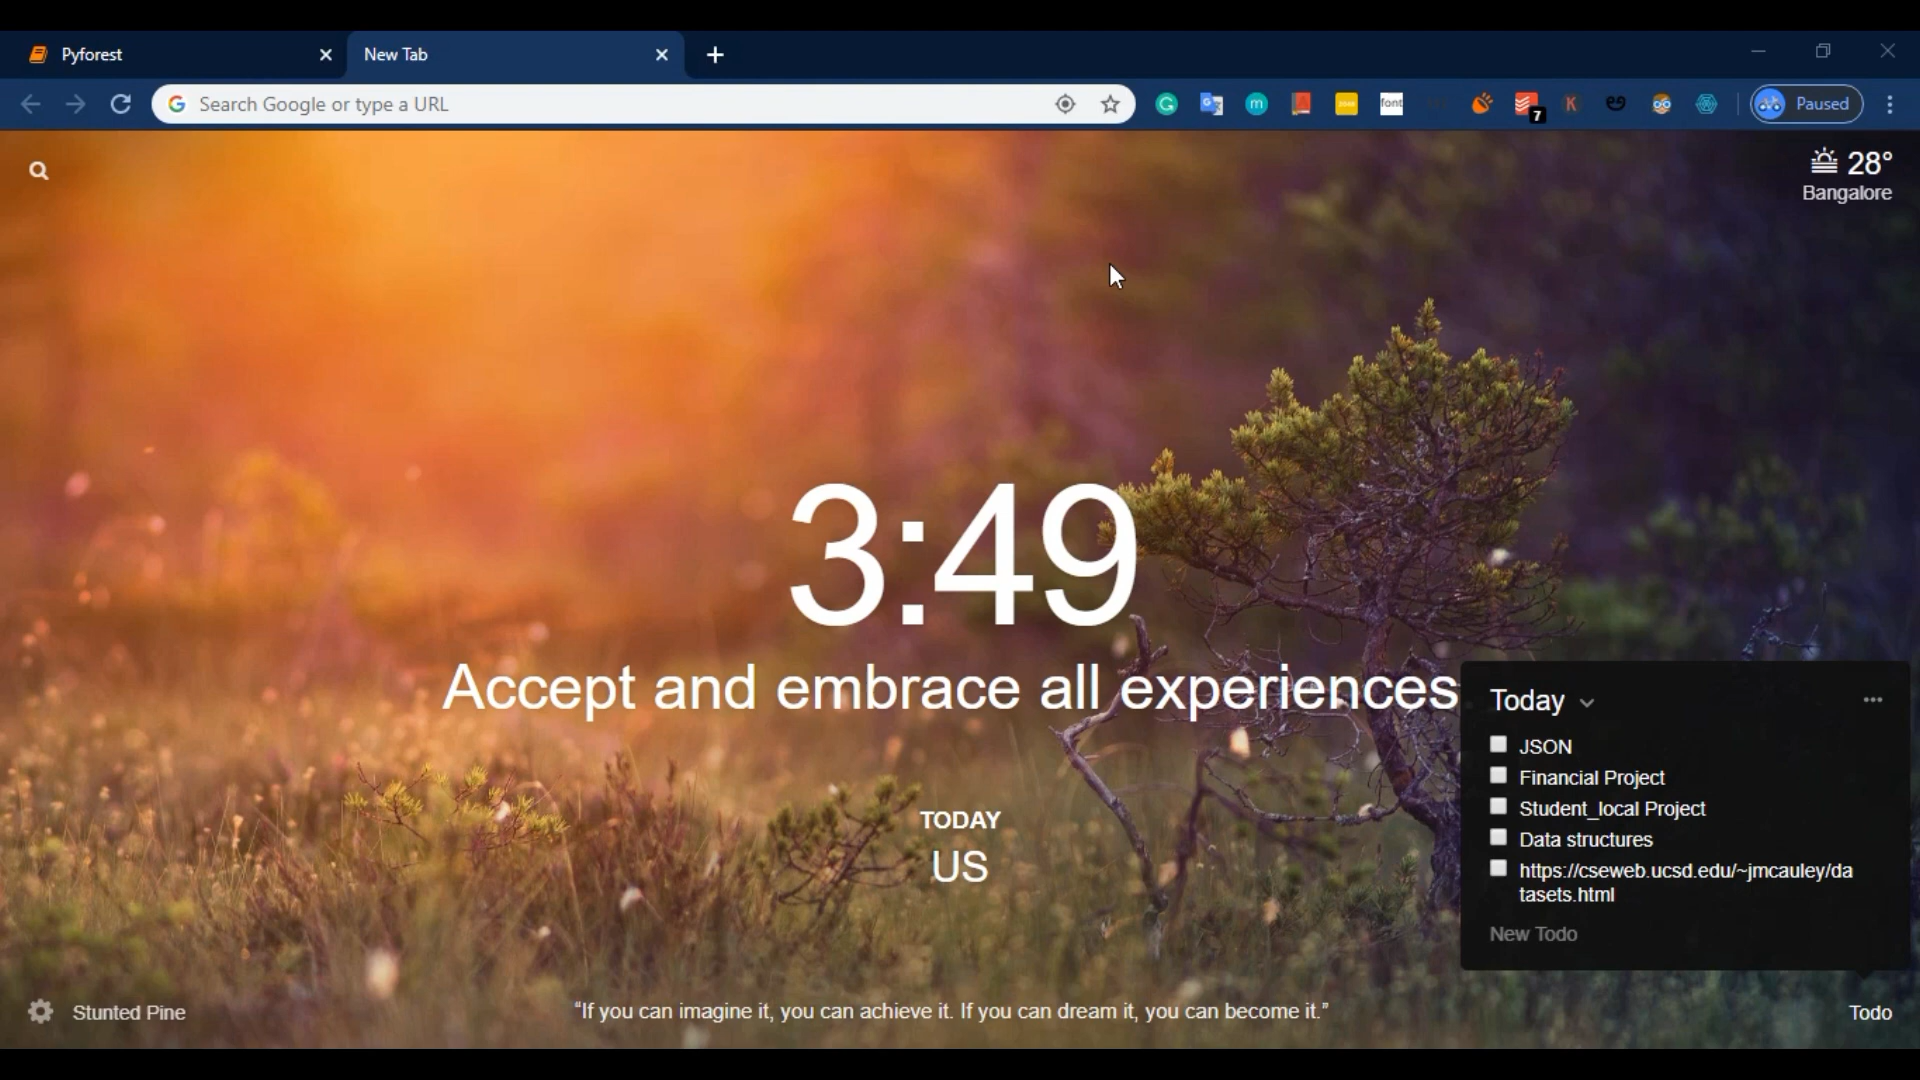 Pyforest
New Tab
Search Google or type a URL
font
7
K
Paused
28°
Bangalore
3:49
Accept and embrace all experiences
Today
JSON
Financial Project
Student_local Project
Data structures
https://cseweb.ucsd.edu/~jmcauley/da
tasets.html
New Todo
TODAY
US
Stunted Pine
“If you can imagine it, you can achieve it. If you can dream it, you can become it.”
Todo